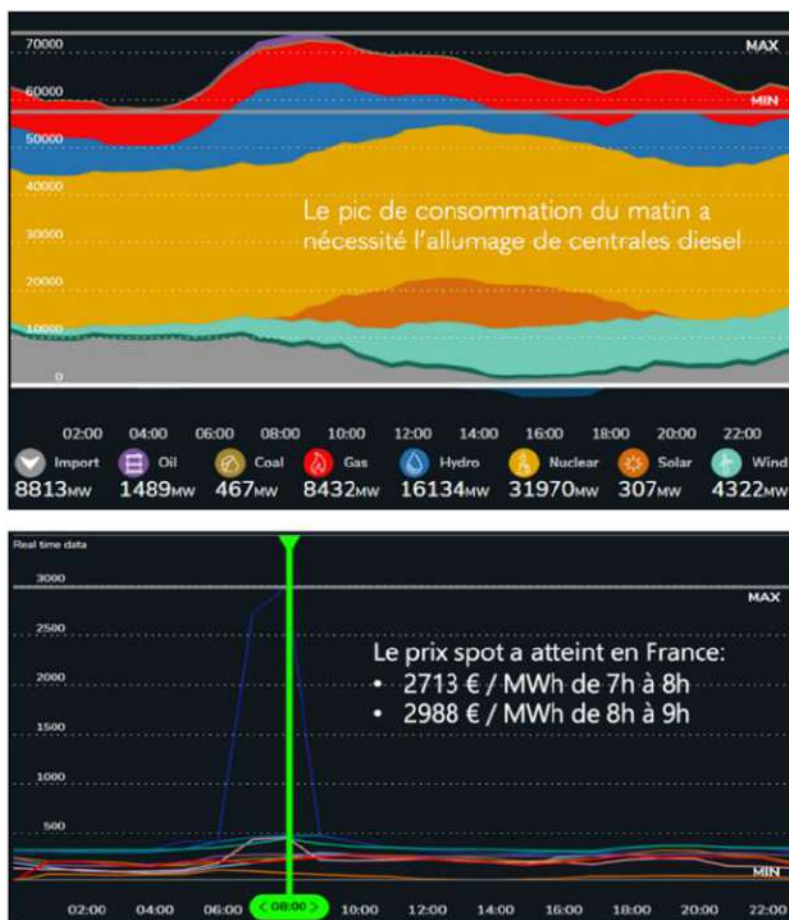 70000
MAX
60000
MIN
50000
40000
Le pic de consommation du matin a
nécessité l'allumage de centrales diesel
30000
20000
10000
0
02:00 04:00 06:00 08:00 10:00 12:00 14:00 16:00 18:00 20:00 22:00
Import Oil Coal Gas Hydro Nuclear Solar Wind
8813MW 1489MW 467MW 8432MW 16134MW 31970MW 307MW 4322MW
Real time data
3000
MAX
2500
Le prix spot a atteint en France:
2000
• 2713 € / MWh de 7h à 8h
• 2988 € / MWh de 8h à 9h
1500
1000
500
MIN
02:00 04:00 06:00 < 08:00 > 10:00 12:00 14:00 16:00 18:00 20:00 22:00